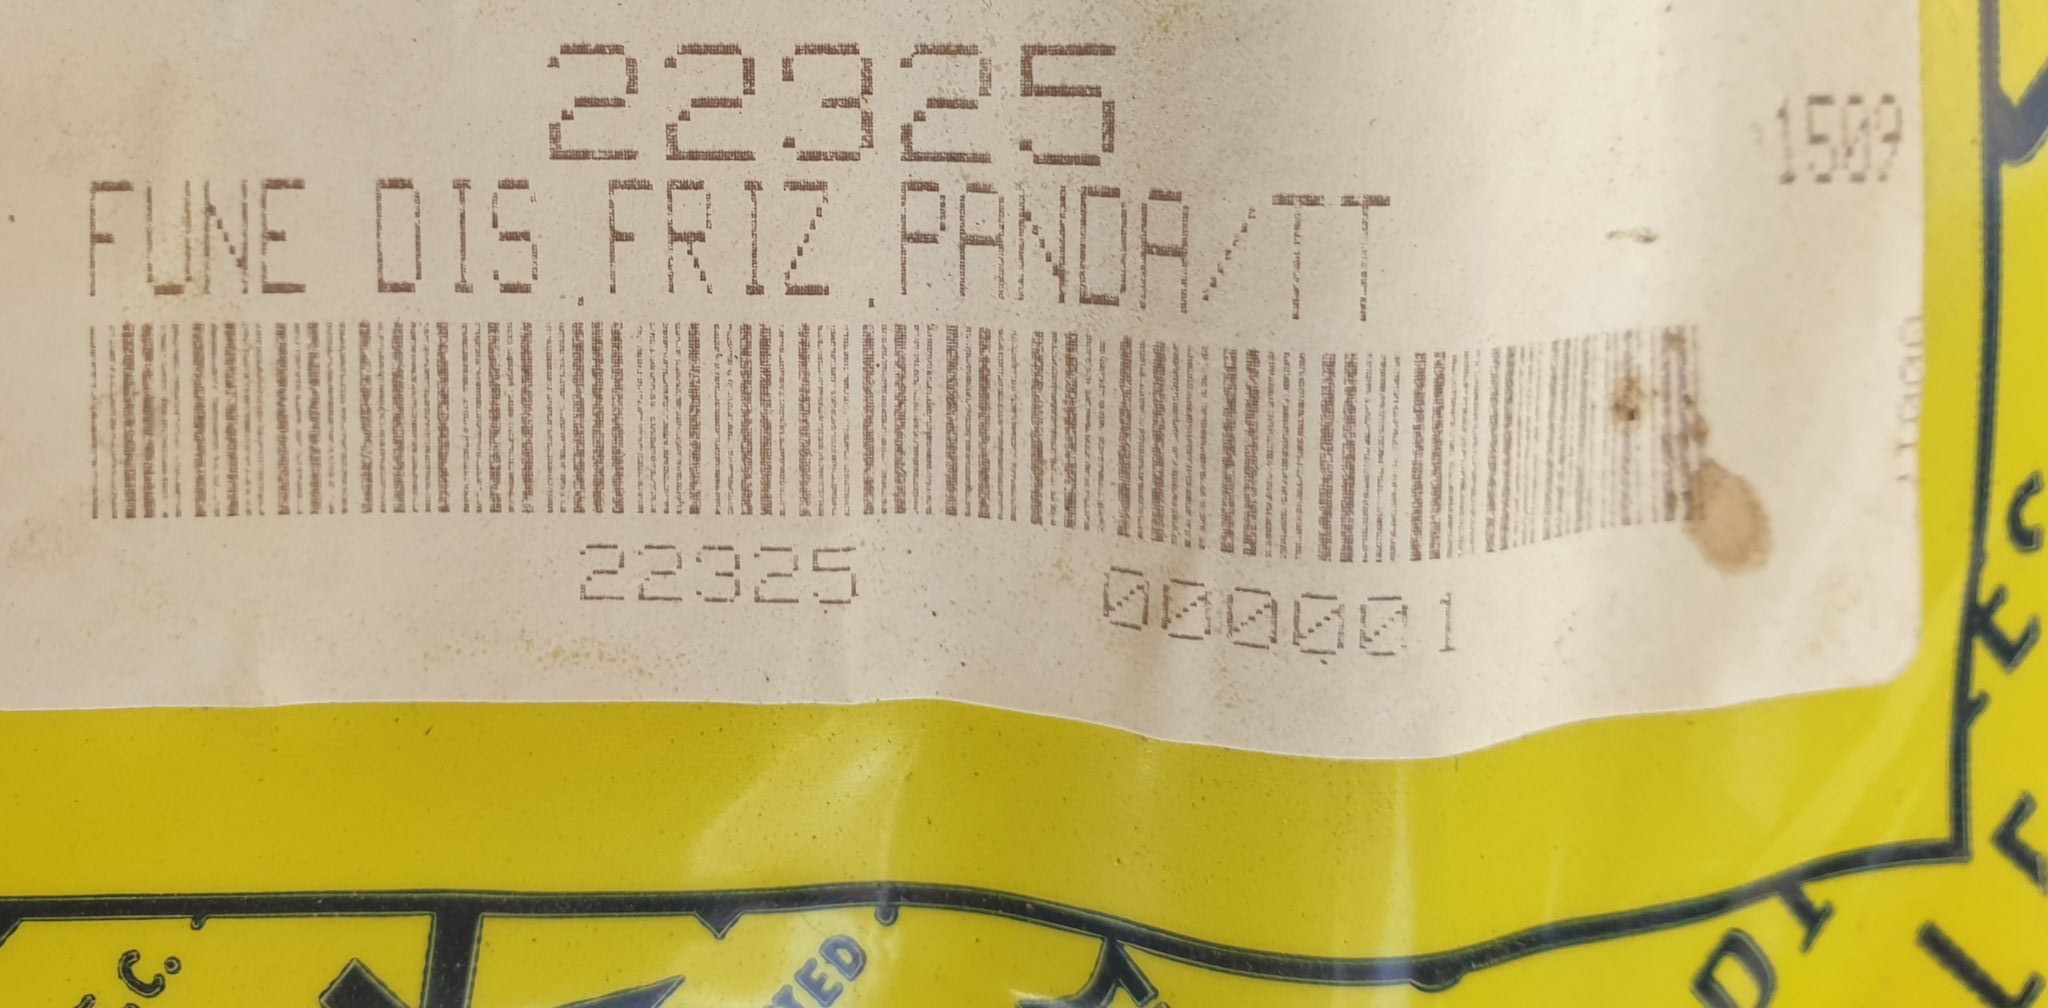 22325
1509
FUNE DIS.FRIZ.PANDA/TT
22325 000001